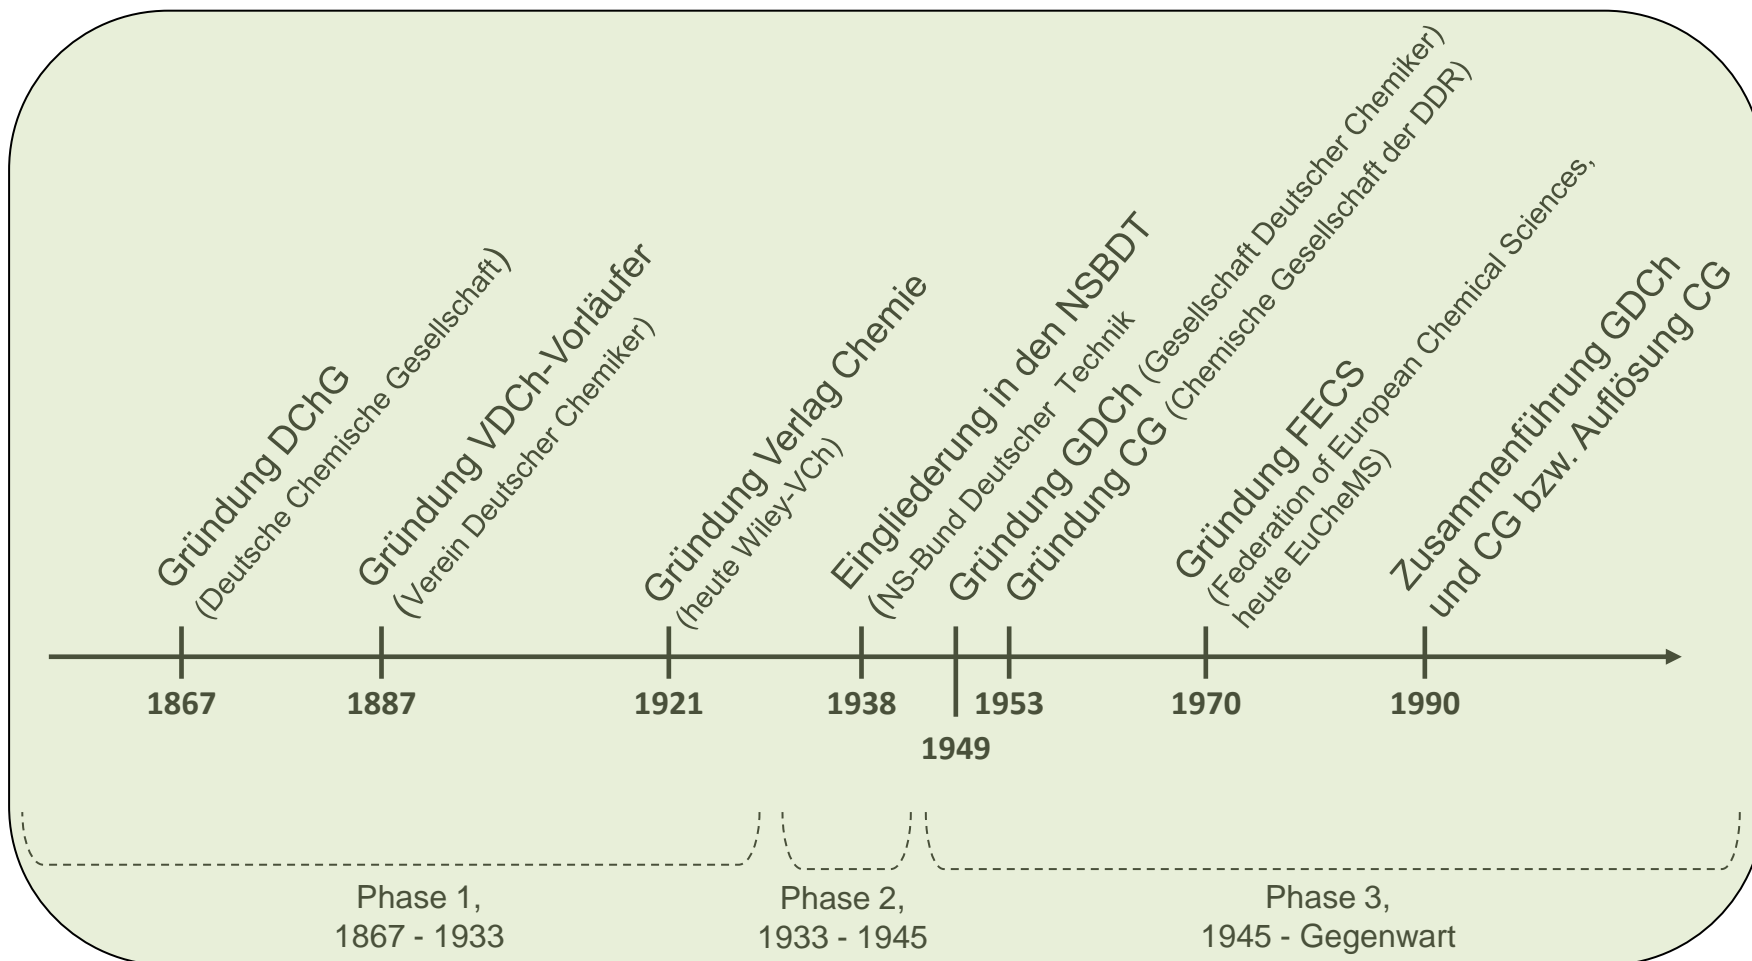 Gründung DChG
(Deutsche Chemische Gesellschaft)
Gründung VDCh-Vorläufer
(Verein Deutscher Chemiker)
Gründung Verlag Chemie
(heute Wiley-VCh)
Eingliederung in den NSBDT
(NS-Bund Deutscher Technik
Gründung GDCh (Gesellschaft Deutscher Chemiker)
Gründung CG (Chemische Gesellschaft der DDR)
Gründung FECS
(Federation of European Chemical Sciences,
heute EuCheMS)
Zusammenführung GDCh
und CG bzw. Auflösung CG
1867
1887
1921
1938
1949
1953
1970
1990
Phase 1,
1867 - 1933
Phase 2,
1933 - 1945
Phase 3,
1945 - Gegenwart